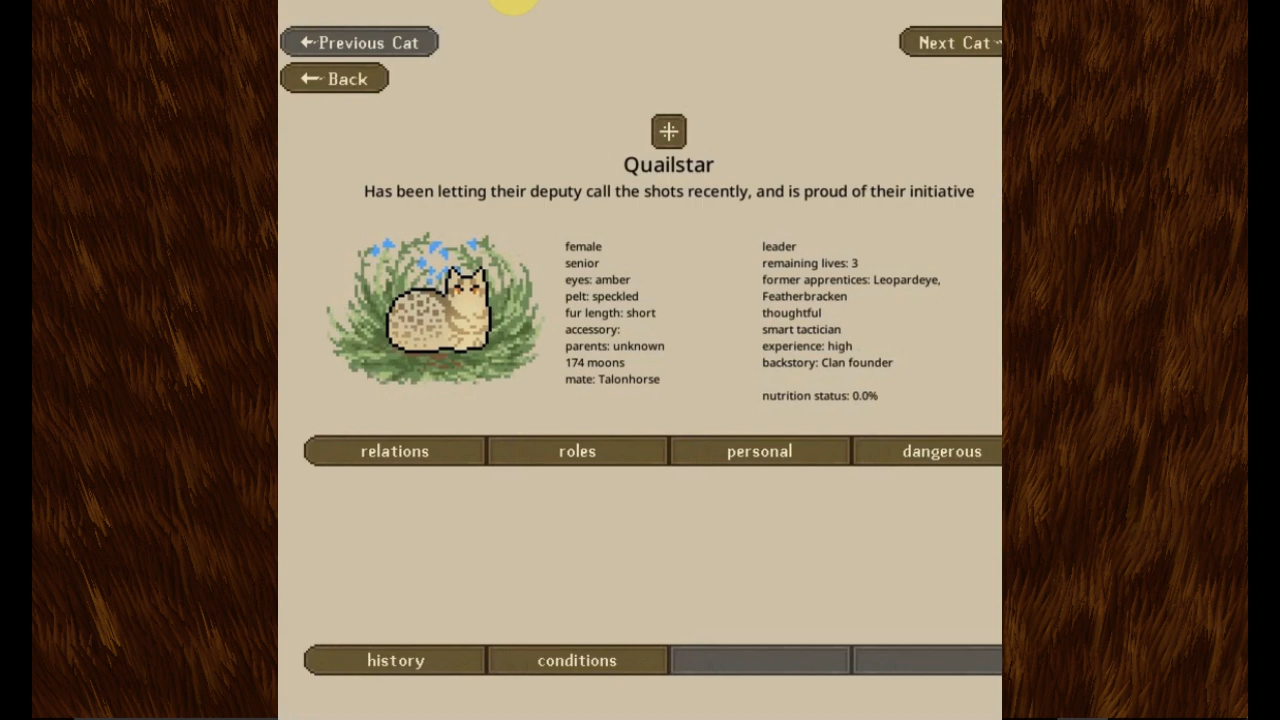 Previous Cat
Next Cat
Back
Quailstar
Has been letting their deputy call the shots recently, and is proud of their initiative
female
senior
eyes: amber
pelt: speckled
fur length: short
accessory:
parents: unknown
174 moons
mate: Talonhorse
leader
remaining lives: 3
former apprentices: Leopardeye,
Featherbracken
thoughtful
smart tactician
experience: high
backstory: Clan founder
nutrition status: 0.0%
relations
roles
personal
dangerous
history
conditions